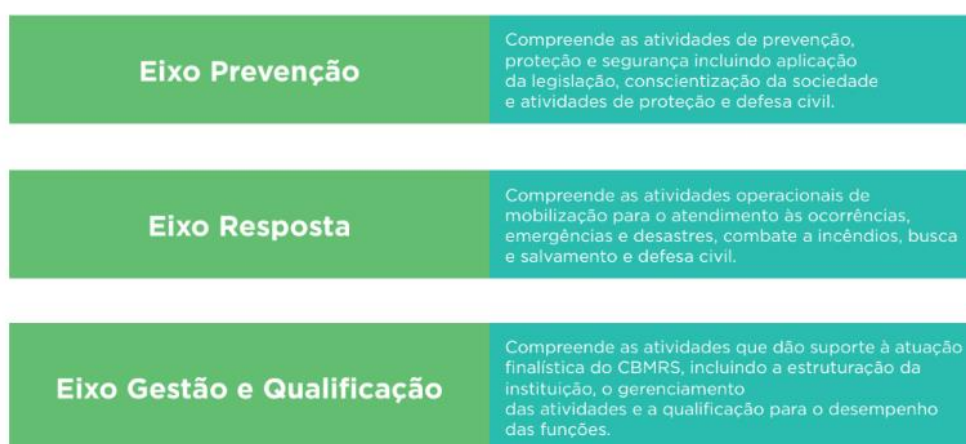 Eixo Prevenção
Compreende as atividades de prevenção,
proteção e segurança incluindo aplicação
da legislação, conscientização da sociedade
e atividades de proteção e defesa civil.
Eixo Resposta
Compreende as atividades operacionais de
mobilização para o atendimento às ocorrências,
emergências e desastres, combate a incêndios, busca
e salvamento e defesa civil.
Eixo Gestão e Qualificação
Compreende as atividades que dão suporte à atuação
finalística do CBMRS, incluindo a estruturação da
instituição, o gerenciamento
das atividades e a qualificação para o desempenho
das funções.